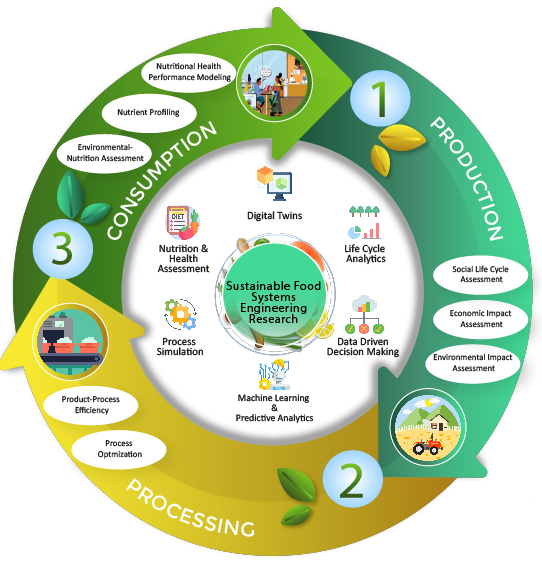 Nutritional Health
Performance Modeling
Nutrient Profiling
Environmental-
Nutrition Assessment
CONSUMPTION
3
1
PRODUCTION
Social Life Cycle
Assessment
Economic Impact
Assessment
Environmental Impact
Assessment
2
PROCESSING
Product-Process
Efficiency
Process
Optmization
Digital Twins
DIET
Nutrition &
Health
Assessment
Life Cycle
Analytics
Sustainable Food
Systems
Engineering
Research
Process
Simulation
Data Driven
Decision Making
Machine Learning
&
Predictive Analytics